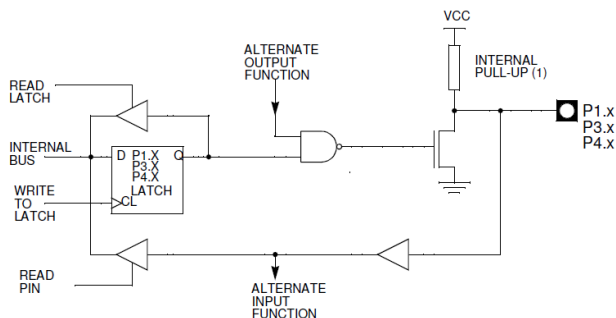 VCC
ALTERNATE
OUTPUT
FUNCTION
INTERNAL
PULL-UP (1)
READ
LATCH
P1.x
P3.x
P4.x
INTERNAL
BUS
D P1.X Q
P3.X
P4.X
LATCH
CL
WRITE
TO
LATCH
READ
PIN
ALTERNATE
INPUT
FUNCTION